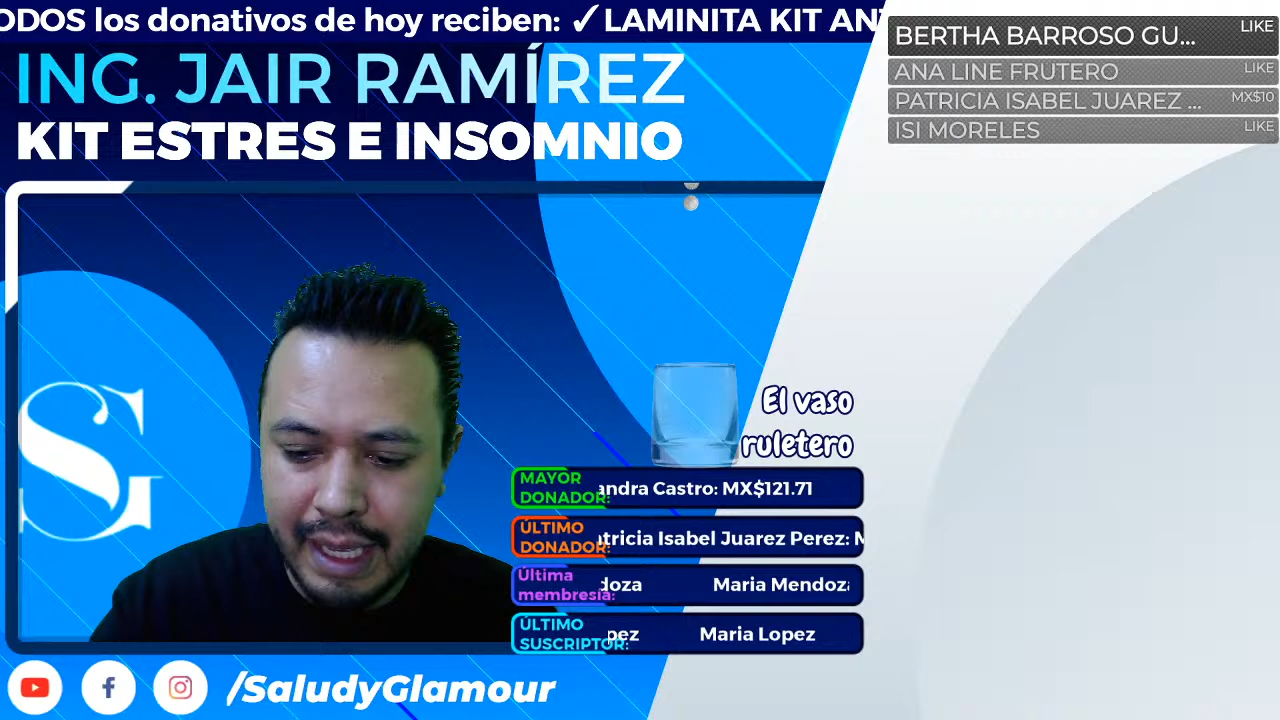 ODOS los donativos de hoy reciben: ✓LAMINITA KIT AN
ING. JAIR RAMÍREZ
KIT ESTRES E INSOMNIO
BERTHA BARROSO GU... LIKE
ANA LINE FRUTERO LIKE
PATRICIA ISABEL JUAREZ ... MX$10
ISI MORELES LIKE
SG
El vaso
ruletero
MAYOR
DONADOR: andra Castro: MX$121.71
ÚLTIMO
DONADOR: tricia Isabel Juarez Perez: M
Última
membresía: doza Maria Mendoza
ÚLTIMO
SUSCRIPTOR: pez Maria Lopez
/SaludyGlamour